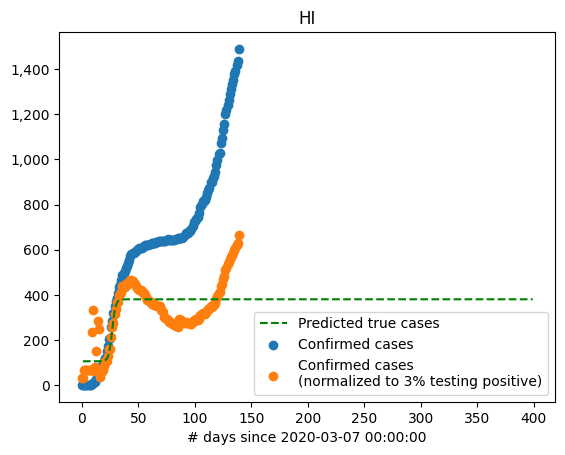 HI
1,400
1,200
1,000
800
600
400
200
0
Predicted true cases
Confirmed cases
Confirmed cases
(normalized to 3% testing positive)
0 50 100 150 200 250 300 350 400
# days since 2020-03-07 00:00:00